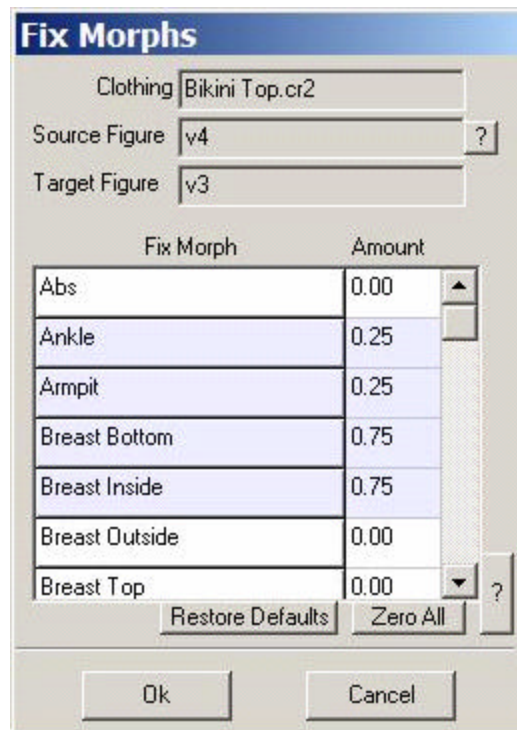 Fix Morphs
Clothing Bikini Top.cr2
Source Figure v4 ?
Target Figure v3
Fix Morph Amount
Abs 0.00
Ankle 0.25
Armpit 0.25
Breast Bottom 0.75
Breast Inside 0.75
Breast Outside 0.00
Breast Top 0.00 ?
Restore Defaults Zero All
Ok Cancel